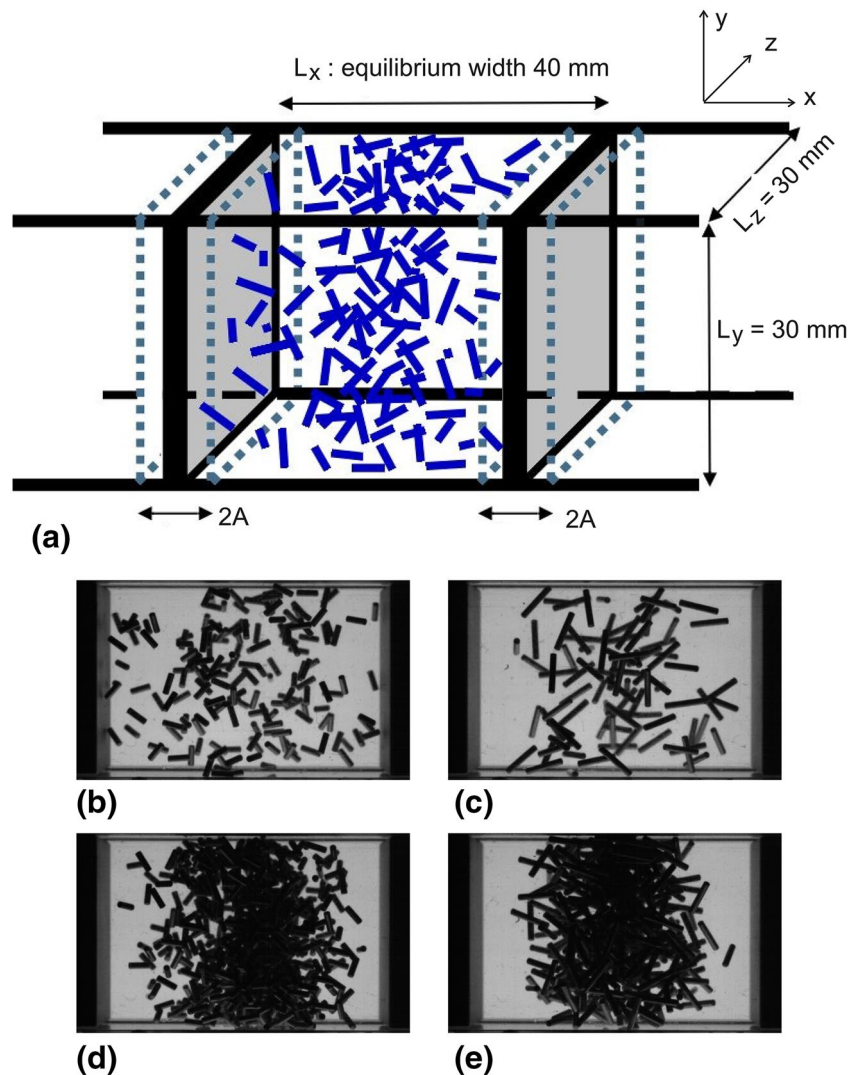 y
z
x
Lx : equilibrium width 40 mm
Lz = 30 mm
Ly = 30 mm
2A
2A
(a)
(b)
(c)
(d)
(e)